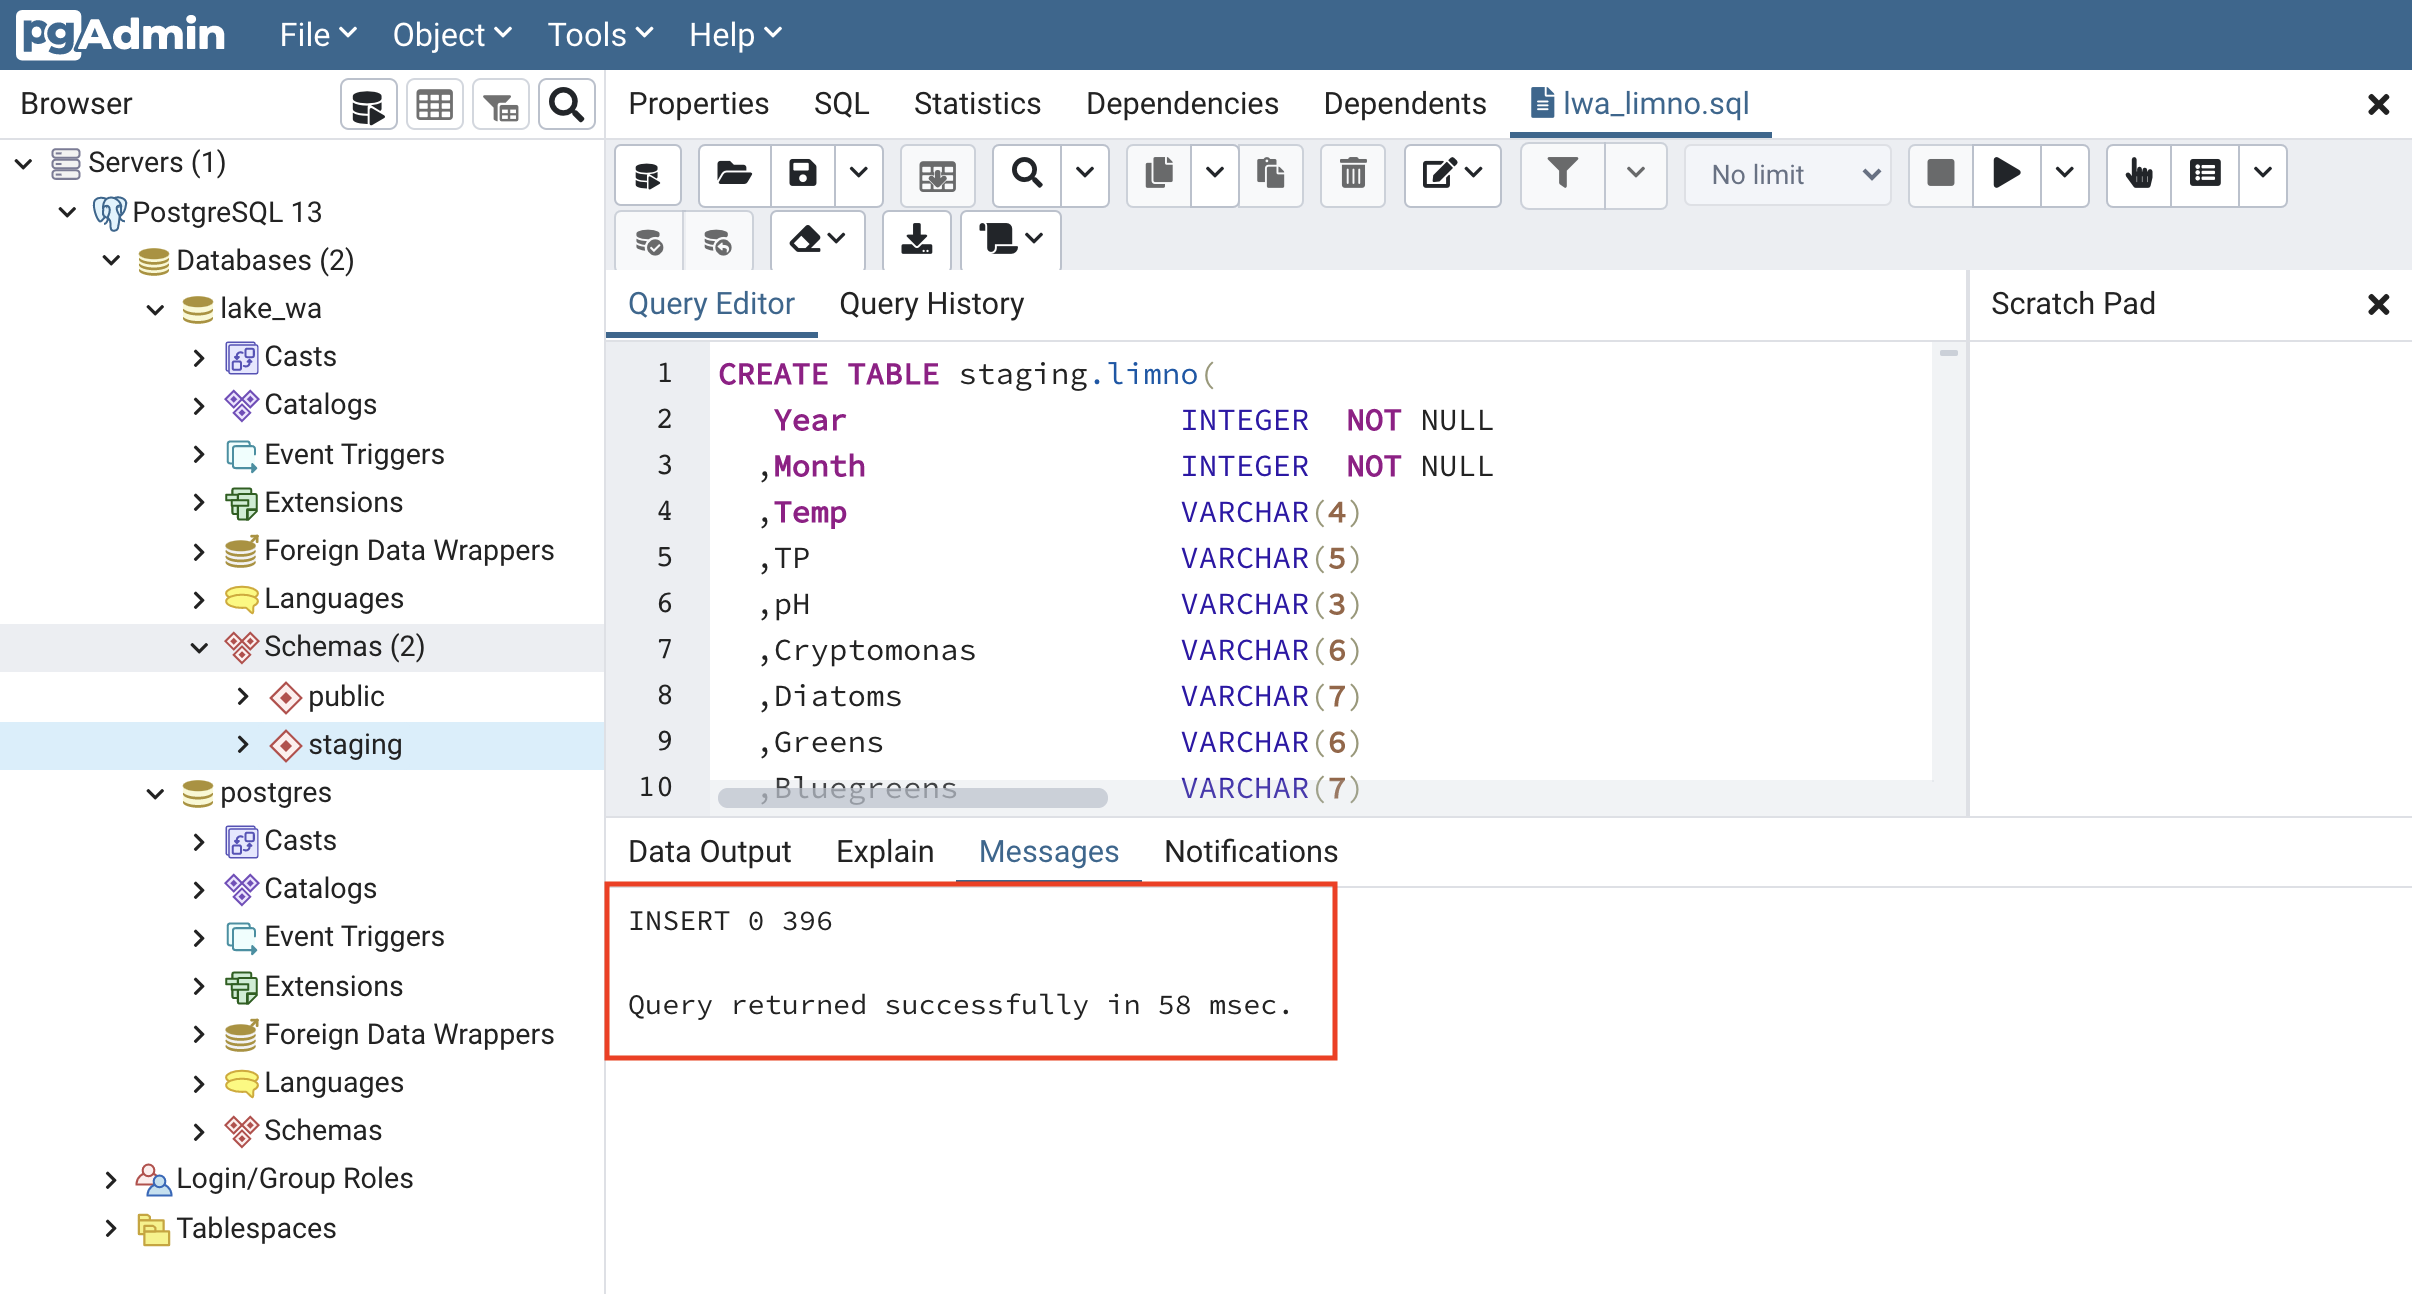 pgAdmin File Object Tools Help
Browser
Properties SQL Statistics Dependencies Dependents lwa_limno.sql
Servers (1)
PostgreSQL 13
Databases (2)
lake_wa
Casts
Catalogs
Event Triggers
Extensions
Foreign Data Wrappers
Languages
Schemas (2)
public
staging
postgres
Casts
Catalogs
Event Triggers
Extensions
Foreign Data Wrappers
Languages
Schemas
Login/Group Roles
Tablespaces
No limit
Query Editor Query History
Scratch Pad
1 CREATE TABLE staging.limno(
2 Year INTEGER NOT NULL
3 ,Month INTEGER NOT NULL
4 ,Temp VARCHAR(4)
5 ,TP VARCHAR(5)
6 ,pH VARCHAR(3)
7 ,Cryptomonas VARCHAR(6)
8 ,Diatoms VARCHAR(7)
9 ,Greens VARCHAR(6)
10 ,Bluegreens VARCHAR(7)
Data Output Explain Messages Notifications
INSERT 0 396
Query returned successfully in 58 msec.